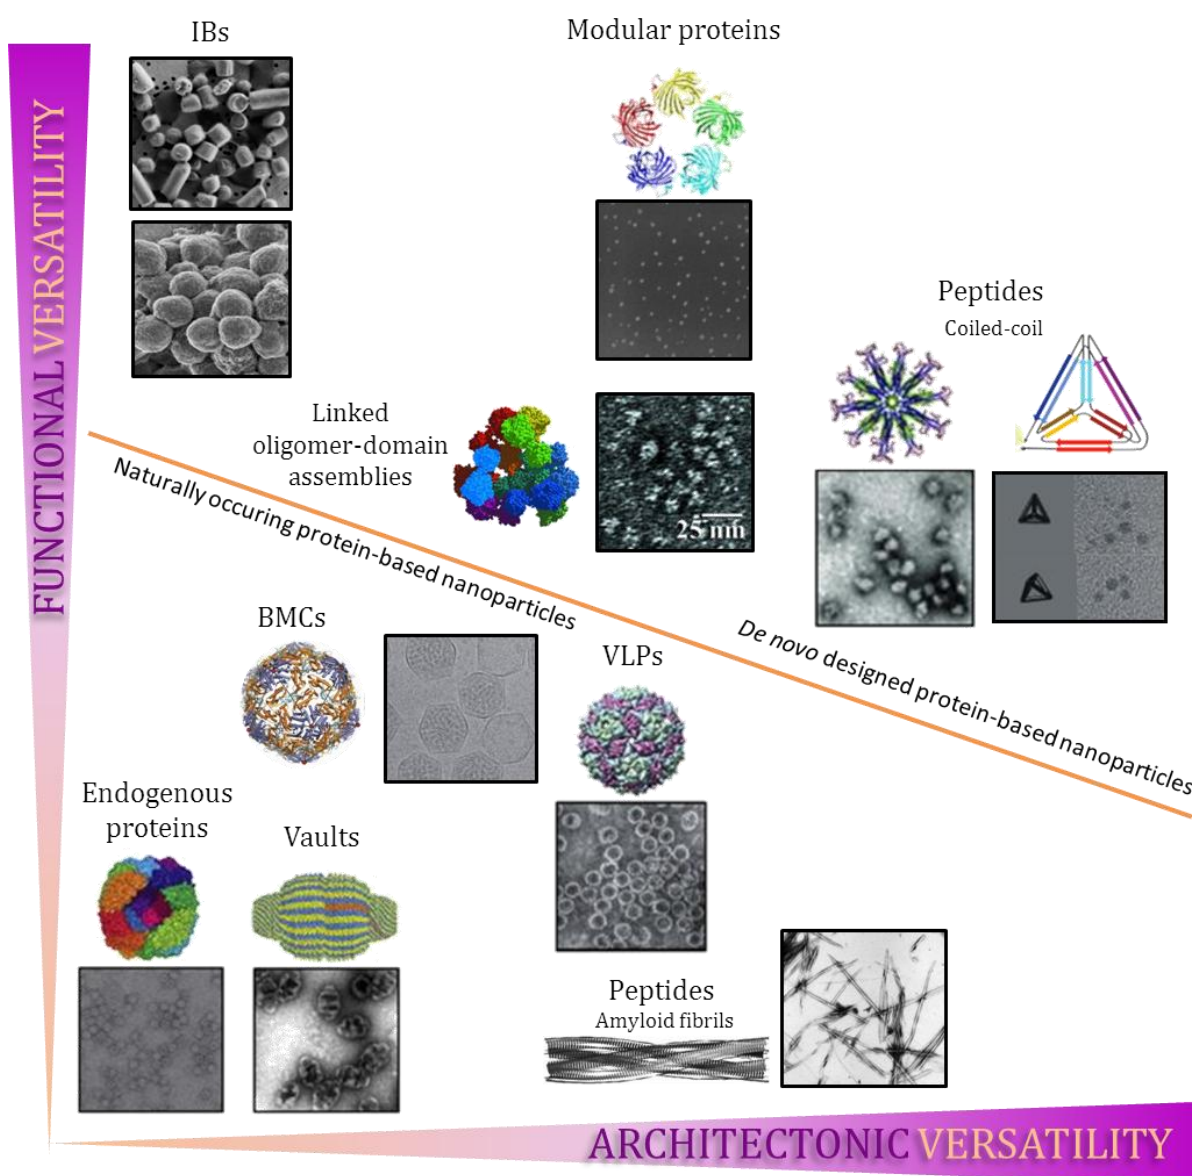 IBs
Modular proteins
FUNCTIONAL VERSATILITY
Peptides
Coiled-coil
Linked
oligomer-domain
assemblies
25 nm
Naturally occuring protein-based nanoparticles
De novo designed protein-based nanoparticles
BMCs
VLPs
Endogenous
proteins
Vaults
Peptides
Amyloid fibrils
ARCHITECTONIC VERSATILITY